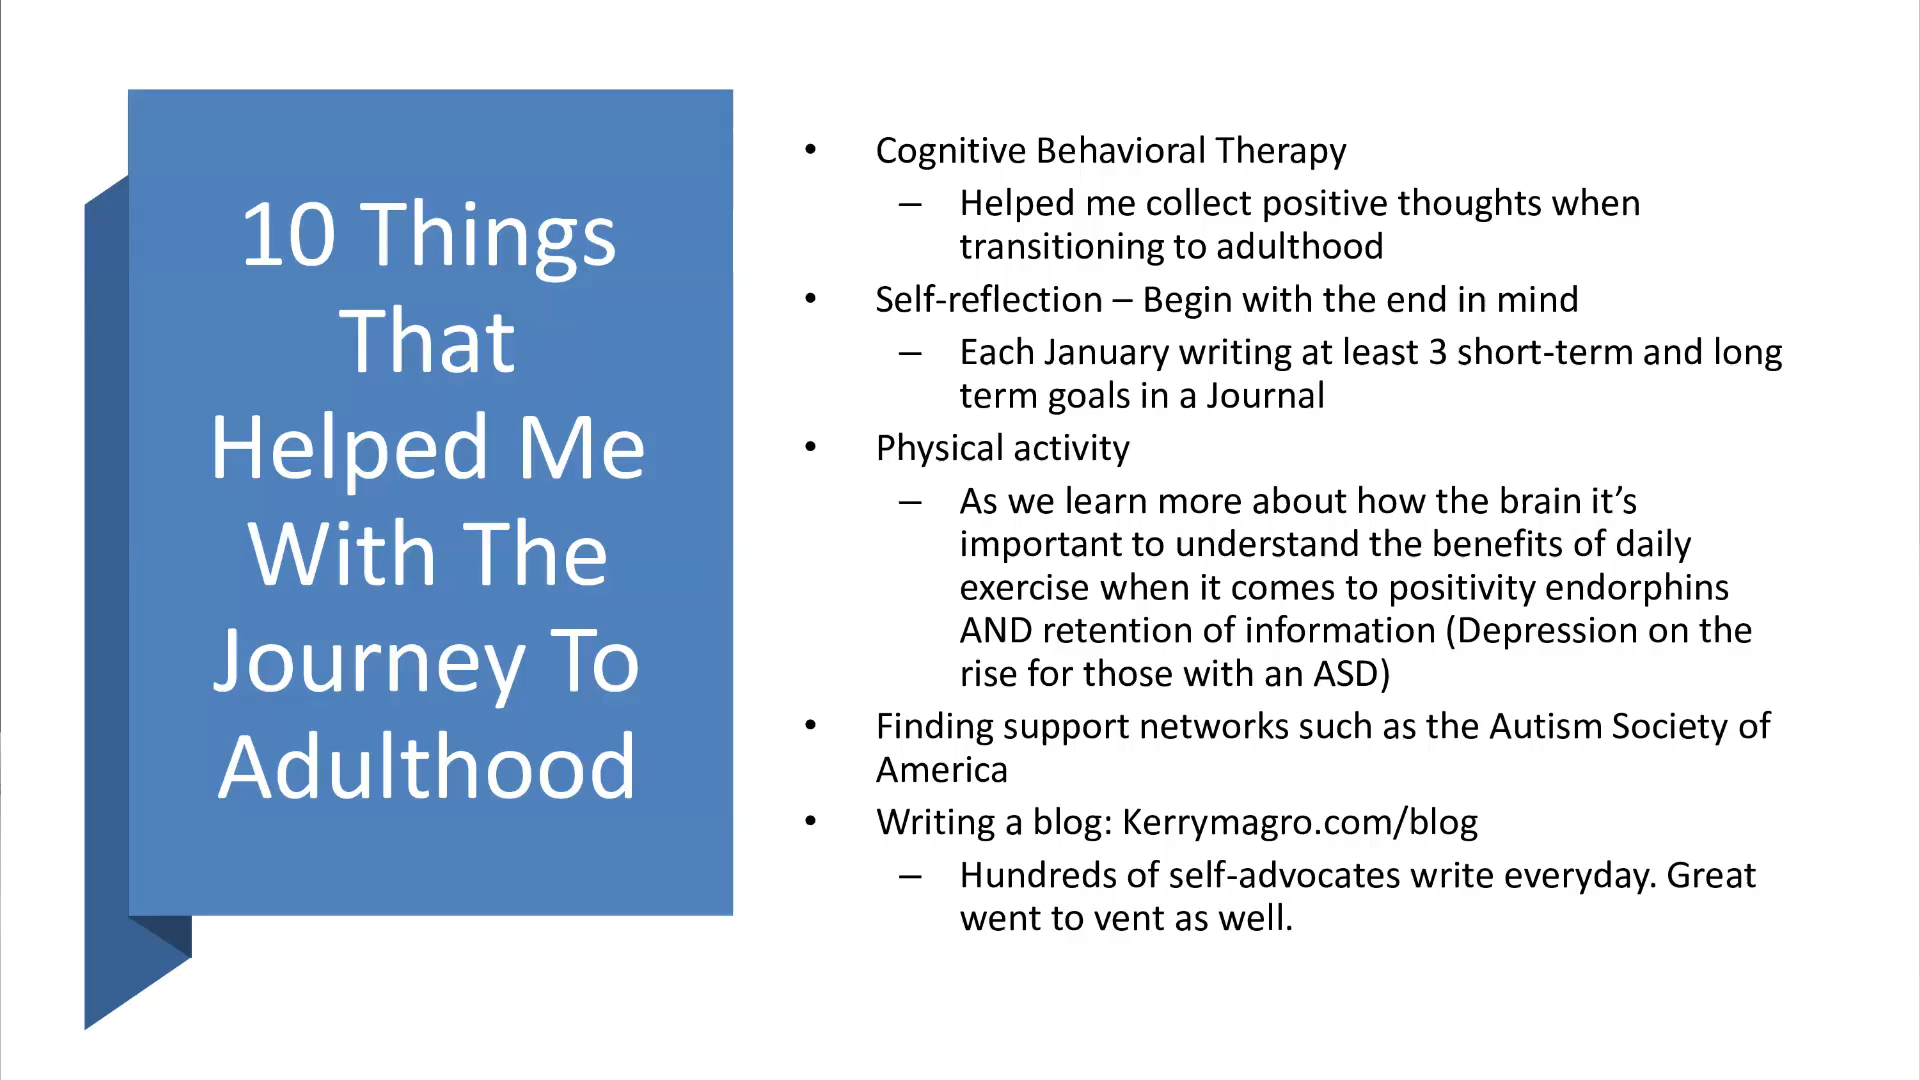 10 Things
That
Helped Me
With The
Journey To
Adulthood
• Cognitive Behavioral Therapy
– Helped me collect positive thoughts when
transitioning to adulthood
• Self-reflection – Begin with the end in mind
– Each January writing at least 3 short-term and long
term goals in a Journal
• Physical activity
– As we learn more about how the brain it’s
important to understand the benefits of daily
exercise when it comes to positivity endorphins
AND retention of information (Depression on the
rise for those with an ASD)
• Finding support networks such as the Autism Society of
America
• Writing a blog: Kerrymagro.com/blog
– Hundreds of self-advocates write everyday. Great
went to vent as well.